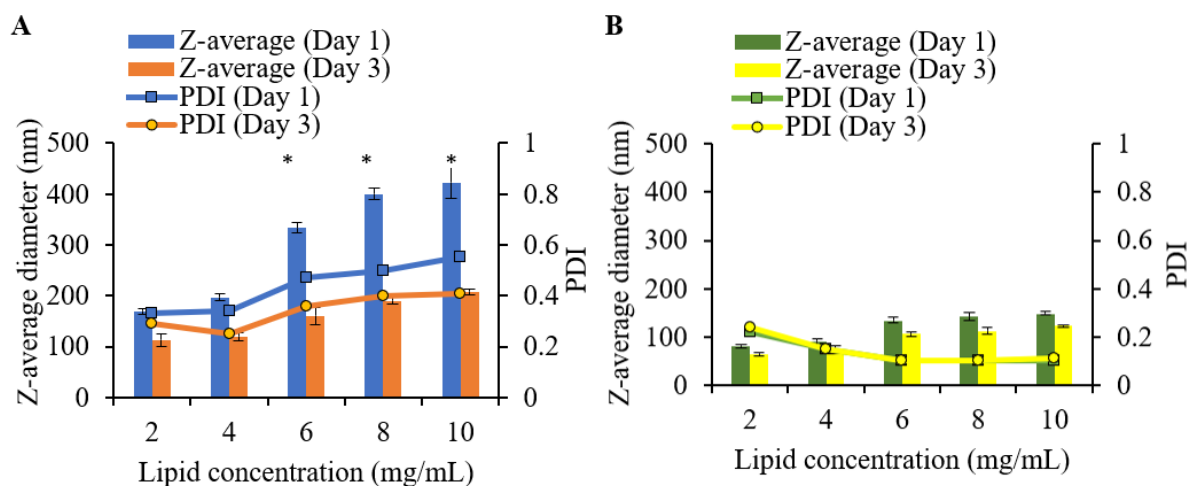 A
Z-average (Day 1)
Z-average (Day 3)
PDI (Day 1)
PDI (Day 3)
Z-average diameter (nm)
500
400
300
200
100
0
* * *
1
0.8
0.6
0.4
0.2
0
PDI
2 4 6 8 10
Lipid concentration (mg/mL)
B
Z-average (Day 1)
Z-average (Day 3)
PDI (Day 1)
PDI (Day 3)
Z-average diameter (nm)
500
400
300
200
100
0
1
0.8
0.6
0.4
0.2
0
PDI
2 4 6 8 10
Lipid concentration (mg/mL)